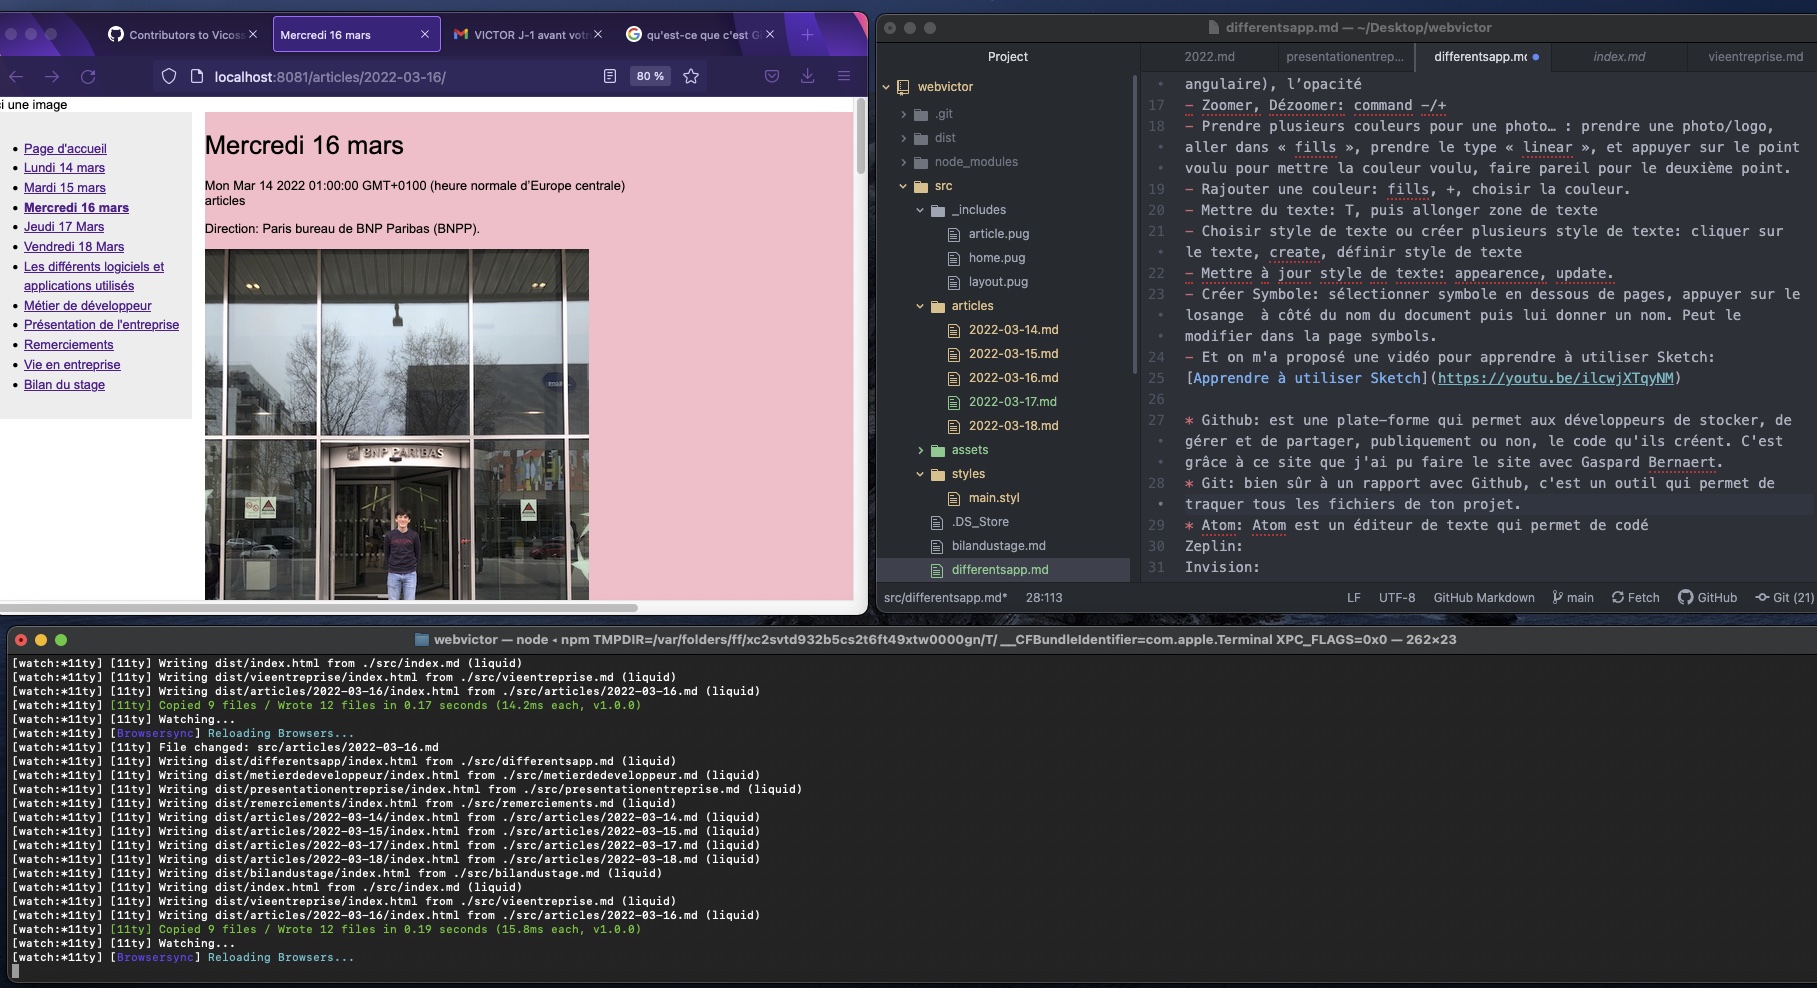 Contributors to Vicos
Mercredi 16 mars
VICTOR J-1 avant votr
qu'est-ce que c'est G
localhost:8081/articles/2022-03-16/
80 %
i une image
Page d'accueil
Lundi 14 mars
Mardi 15 mars
Mercredi 16 mars
Jeudi 17 Mars
Vendredi 18 Mars
Les différents logiciels et
applications utilisés
Métier de développeur
Présentation de l'entreprise
Remerciements
Vie en entreprise
Bilan du stage
Mercredi 16 mars
Mon Mar 14 2022 01:00:00 GMT+0100 (heure normale d'Europe centrale)
articles
Direction: Paris bureau de BNP Paribas (BNPP).
BNP PARIBAS
differentsapp.md — ~/Desktop/webvictor
Project
webvictor
.git
dist
node_modules
src
_includes
article.pug
home.pug
layout.pug
articles
2022-03-14.md
2022-03-15.md
2022-03-16.md
2022-03-17.md
2022-03-18.md
assets
styles
main.styl
.DS_Store
bilandustage.md
differentsapp.md
2022.md
presentationentrep...
differentsapp.mc
index.md
vieentreprise.md
angulaire), l’opacité
17 - Zoomer, Dézoomer: command -/+
18 - Prendre plusieurs couleurs pour une photo… : prendre une photo/logo,
aller dans « fills », prendre le type « linear », et appuyer sur le point
voulu pour mettre la couleur voulu, faire pareil pour le deuxième point.
19 - Rajouter une couleur: fills, +, choisir la couleur.
20 - Mettre du texte: T, puis allonger zone de texte
21 - Choisir style de texte ou créer plusieurs style de texte: cliquer sur
le texte, create, définir style de texte
22 - Mettre à jour style de texte: appearence, update.
23 - Créer Symbole: sélectionner symbole en dessous de pages, appuyer sur le
losange  à côté du nom du document puis lui donner un nom. Peut le
modifier dans la page symbols.
24 - Et on m'a proposé une vidéo pour apprendre à utiliser Sketch:
25 [Apprendre à utiliser Sketch](https://youtu.be/ilcwjXTqyNM)
26
27 * Github: est une plate-forme qui permet aux développeurs de stocker, de
gérer et de partager, publiquement ou non, le code qu'ils créent. C'est
grâce à ce site que j'ai pu faire le site avec Gaspard Bernaert.
28 * Git: bien sûr à un rapport avec Github, c'est un outil qui permet de
traquer tous les fichiers de ton projet.
29 * Atom: Atom est un éditeur de texte qui permet de codé
30 Zeplin:
31 Invision:
src/differentsapp.md* 28:113 LF UTF-8 GitHub Markdown main Fetch GitHub Git (21)
webvictor — node ◂ npm TMPDIR=/var/folders/ff/xc2svtd932b5cs2t6ft49xtw0000gn/T/ __CFBundleIdentifier=com.apple.Terminal XPC_FLAGS=0x0 — 262×23
[watch:*11ty] [11ty] Writing dist/index.html from ./src/index.md (liquid)
[watch:*11ty] [11ty] Writing dist/vieentreprise/index.html from ./src/vieentreprise.md (liquid)
[watch:*11ty] [11ty] Writing dist/articles/2022-03-16/index.html from ./src/articles/2022-03-16.md (liquid)
[watch:*11ty] [11ty] Copied 9 files / Wrote 12 files in 0.17 seconds (14.2ms each, v1.0.0)
[watch:*11ty] [11ty] Watching...
[watch:*11ty] [Browsersync] Reloading Browsers...
[watch:*11ty] [11ty] File changed: src/articles/2022-03-16.md
[watch:*11ty] [11ty] Writing dist/differentsapp/index.html from ./src/differentsapp.md (liquid)
[watch:*11ty] [11ty] Writing dist/metierdedeveloppeur/index.html from ./src/metierdedeveloppeur.md (liquid)
[watch:*11ty] [11ty] Writing dist/presentationentreprise/index.html from ./src/presentationentreprise.md (liquid)
[watch:*11ty] [11ty] Writing dist/remerciements/index.html from ./src/remerciements.md (liquid)
[watch:*11ty] [11ty] Writing dist/articles/2022-03-14/index.html from ./src/articles/2022-03-14.md (liquid)
[watch:*11ty] [11ty] Writing dist/articles/2022-03-15/index.html from ./src/articles/2022-03-15.md (liquid)
[watch:*11ty] [11ty] Writing dist/articles/2022-03-17/index.html from ./src/articles/2022-03-17.md (liquid)
[watch:*11ty] [11ty] Writing dist/articles/2022-03-18/index.html from ./src/articles/2022-03-18.md (liquid)
[watch:*11ty] [11ty] Writing dist/bilandustage/index.html from ./src/bilandustage.md (liquid)
[watch:*11ty] [11ty] Writing dist/index.html from ./src/index.md (liquid)
[watch:*11ty] [11ty] Writing dist/vieentreprise/index.html from ./src/vieentreprise.md (liquid)
[watch:*11ty] [11ty] Writing dist/articles/2022-03-16/index.html from ./src/articles/2022-03-16.md (liquid)
[watch:*11ty] [11ty] Copied 9 files / Wrote 12 files in 0.19 seconds (15.8ms each, v1.0.0)
[watch:*11ty] [11ty] Watching...
[watch:*11ty] [Browsersync] Reloading Browsers...